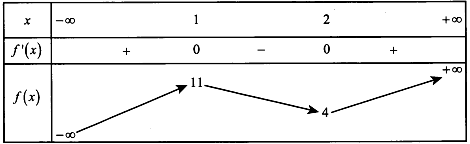 x −∞ 1 2 +∞
f'(x) + 0 − 0 +
f(x) −∞ 11 4 +∞